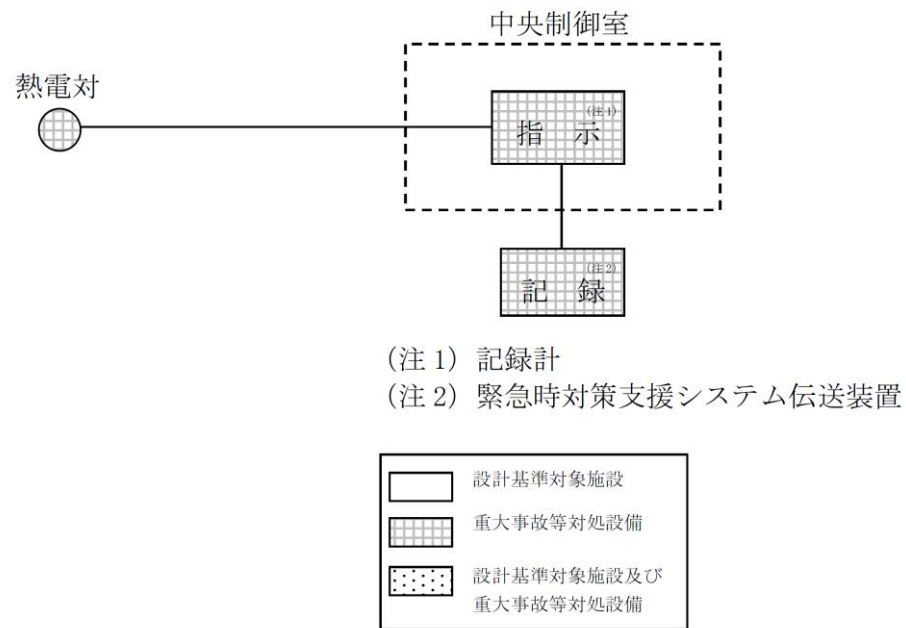 中央制御室
熱電対
指 示(注1)
記 録(注2)
(注 1) 記録計
(注 2) 緊急時対策支援システム伝送装置
設計基準対象施設
重大事故等対処設備
設計基準対象施設及び
重大事故等対処設備